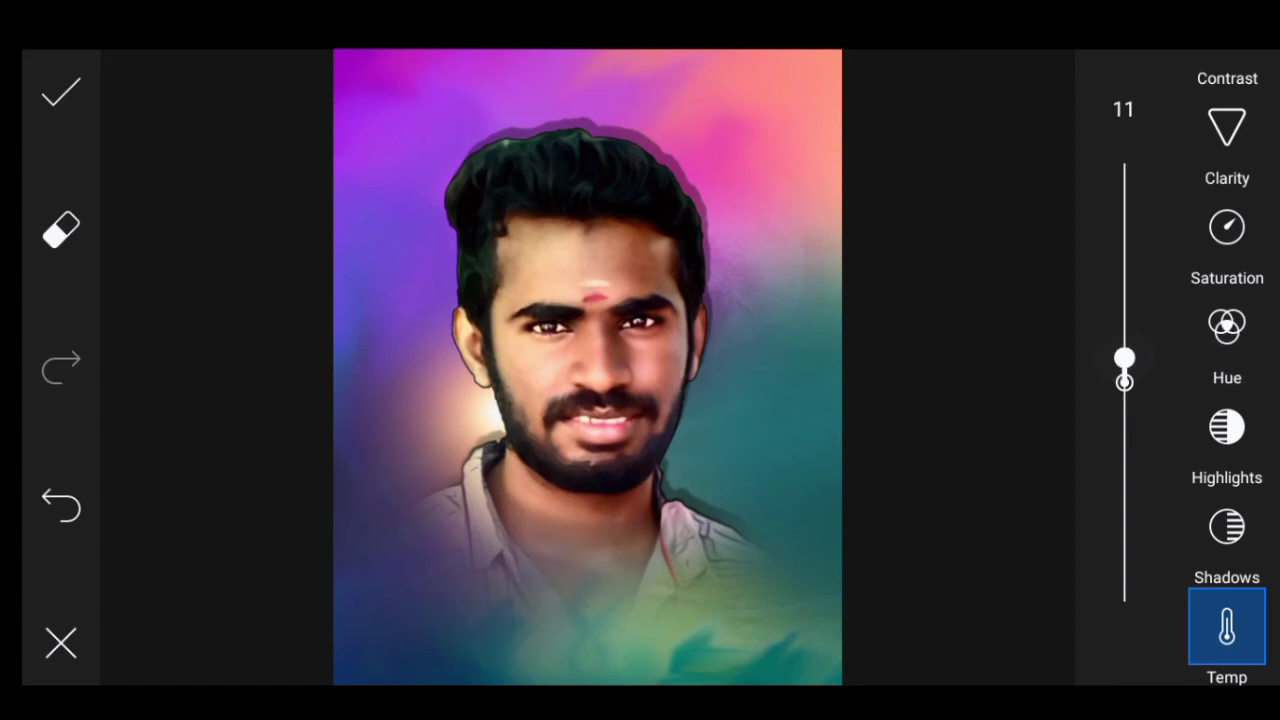 Contrast
11
Clarity
Saturation
Hue
Highlights
Shadows
Temp